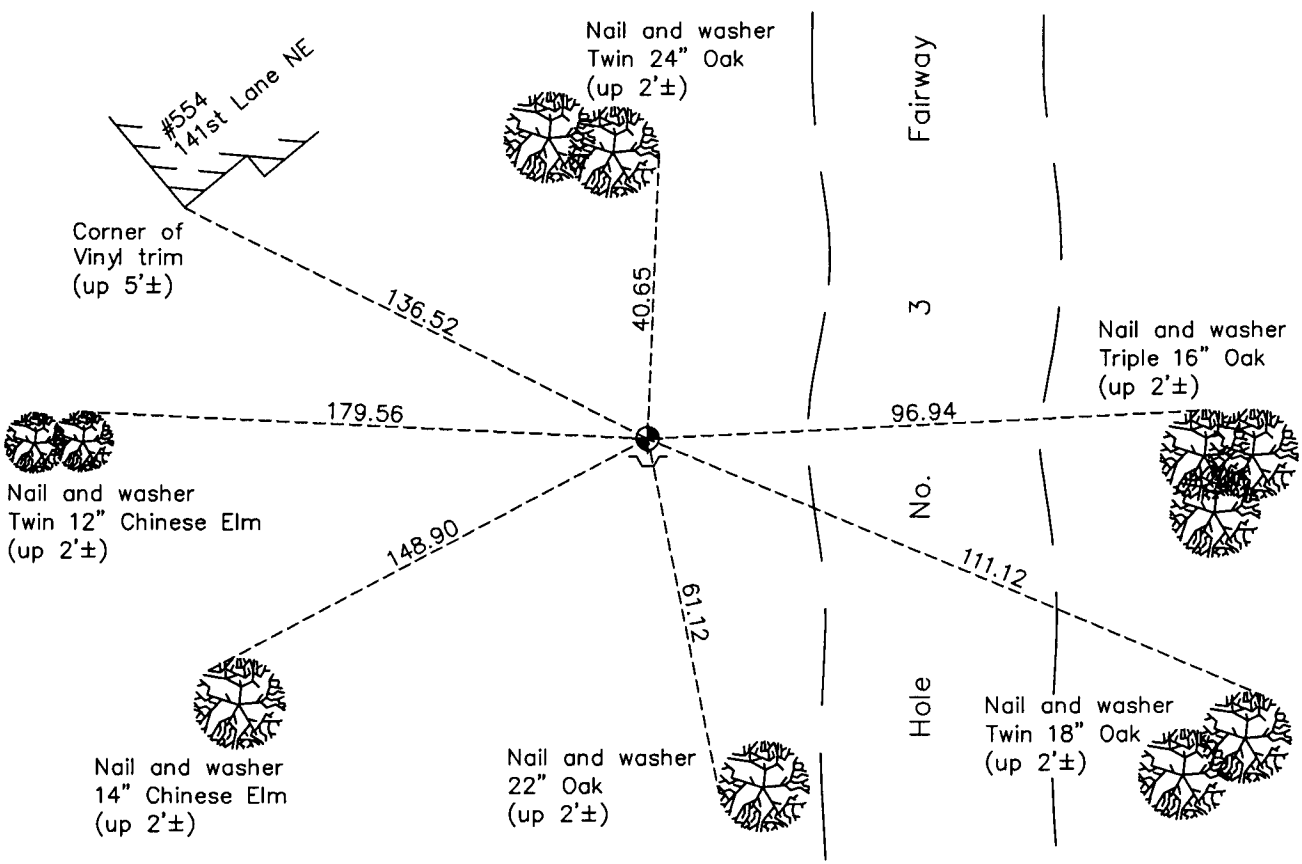 Nail and washer
Twin 24" Oak
(up 2'±)
#554
141st Lane NE
Corner of
Vinyl trim
(up 5'±)
136.52
40.65
Nail and washer
Triple 16" Oak
(up 2'±)
179.56
96.94
Nail and washer
Twin 12" Chinese Elm
(up 2'±)
148.90
61.12
111.12
Nail and washer
14" Chinese Elm
(up 2'±)
Nail and washer
22" Oak
(up 2'±)
Nail and washer
Twin 18" Oak
(up 2'±)
Hole No. 3 Fairway